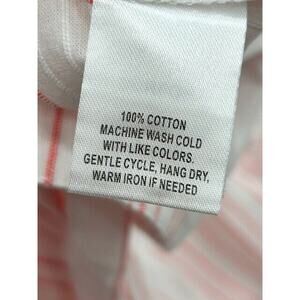 100% COTTON
MACHINE WASH COLD
WITH LIKE COLORS.
GENTLE CYCLE, HANG DRY,
WARM IRON IF NEEDED